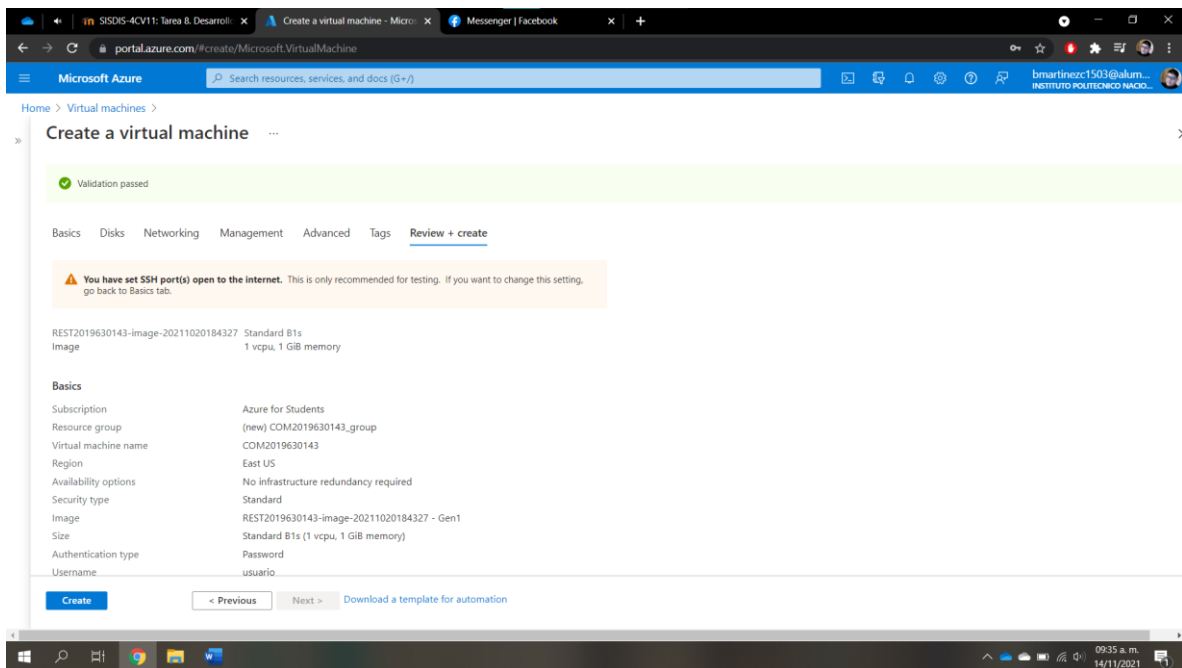 SISDIS-4CV11: Tarea 8. Desarrollo
Create a virtual machine - Micros
Messenger | Facebook
portal.azure.com/#create/Microsoft.VirtualMachine
Microsoft Azure
Search resources, services, and docs (G+/)
bmartinezc1503@alum...
INSTITUTO POLITECNICO NACIO...
Home > Virtual machines >
Create a virtual machine ...
Validation passed
Basics Disks Networking Management Advanced Tags Review + create
You have set SSH port(s) open to the internet. This is only recommended for testing. If you want to change this setting,
go back to Basics tab.
REST2019630143-image-20211020184327 Standard B1s
Image 1 vcpu, 1 GiB memory
Basics
Subscription Azure for Students
Resource group (new) COM2019630143_group
Virtual machine name COM2019630143
Region East US
Availability options No infrastructure redundancy required
Security type Standard
Image REST2019630143-image-20211020184327 - Gen1
Size Standard B1s (1 vcpu, 1 GiB memory)
Authentication type Password
Username usuario
Create < Previous Next > Download a template for automation
09:35 a. m.
14/11/2021